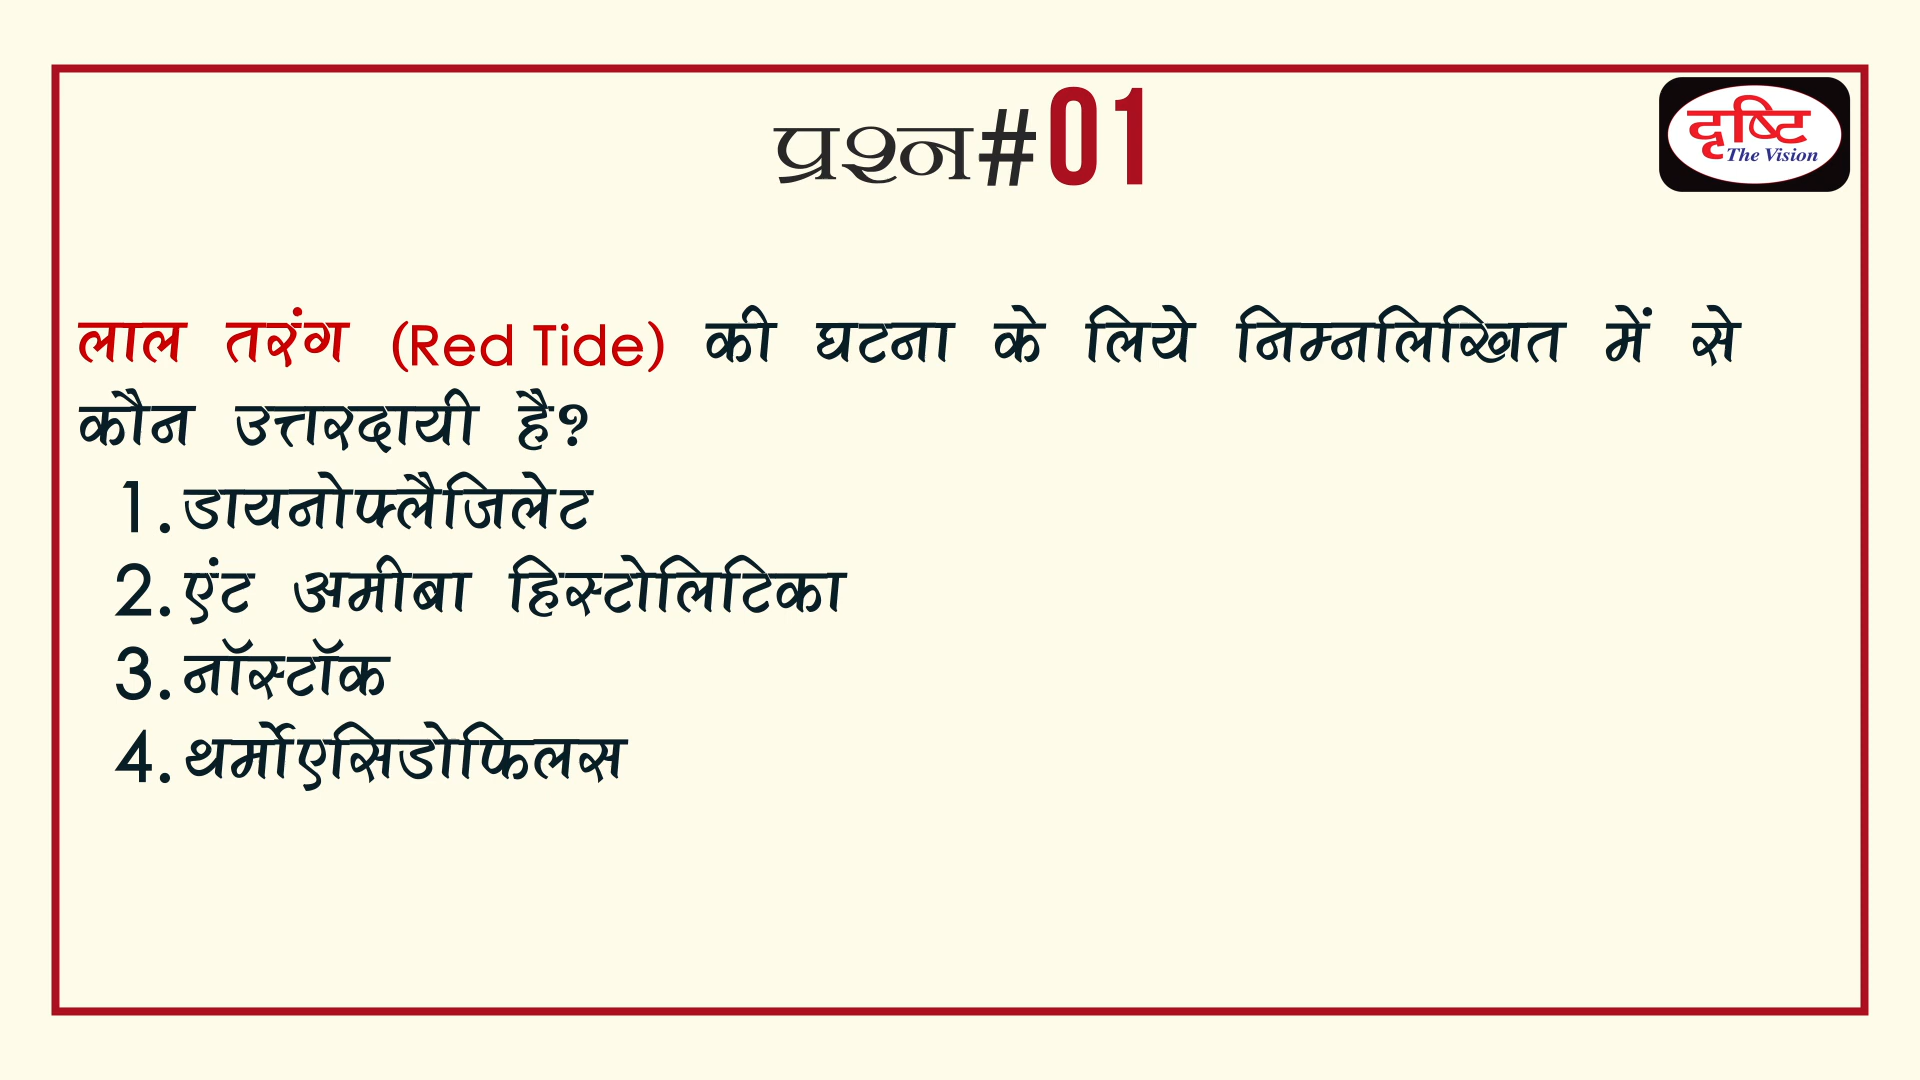 प्रश्न#01
दृष्टि
The Vision
लाल तरंग (Red Tide) की घटना के लिये निम्नलिखित में से
कौन उत्तरदायी है?
1.डायनोफ्लैजिलेट
2.एंट अमीबा हिस्टोलिटिका
3.नॉस्टॉक
4.थर्मोएसिडोफिलस